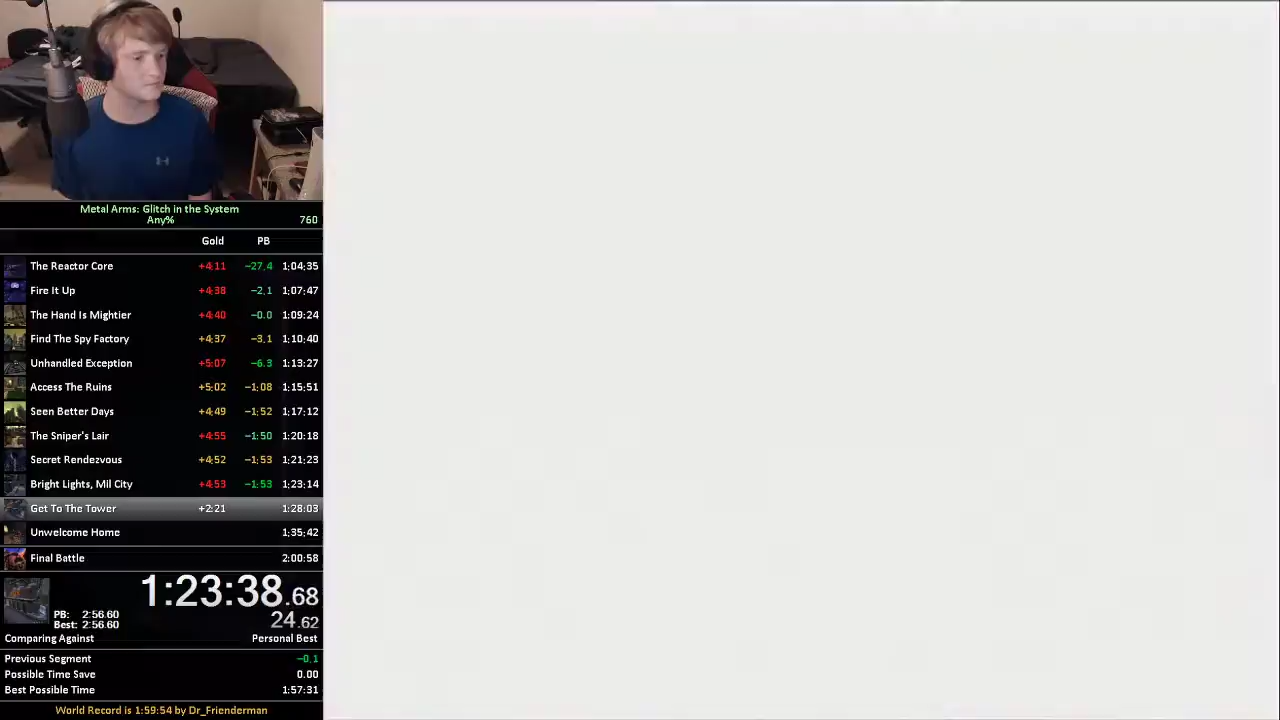 Metal Arms: Glitch in the System
Any% 760
Gold PB
The Reactor Core +4:11 −27.4 1:04:35
Fire It Up +4:38 −2.1 1:07:47
The Hand Is Mightier +4:40 −0.0 1:09:24
Find The Spy Factory +4:37 −3.1 1:10:40
Unhandled Exception +5:07 −6.3 1:13:27
Access The Ruins +5:02 −1:08 1:15:51
Seen Better Days +4:49 −1:52 1:17:12
The Sniper's Lair +4:55 −1:50 1:20:18
Secret Rendezvous +4:52 −1:53 1:21:23
Bright Lights, Mil City +4:53 −1:53 1:23:14
Get To The Tower +2:21 1:28:03
Unwelcome Home 1:35:42
Final Battle 2:00:58
1:23:38.68
PB: 2:56.60
Best: 2:56.60
24.62
Comparing Against Personal Best
Previous Segment −0.1
Possible Time Save 0.00
Best Possible Time 1:57:31
World Record is 1:59:54 by Dr_Frienderman